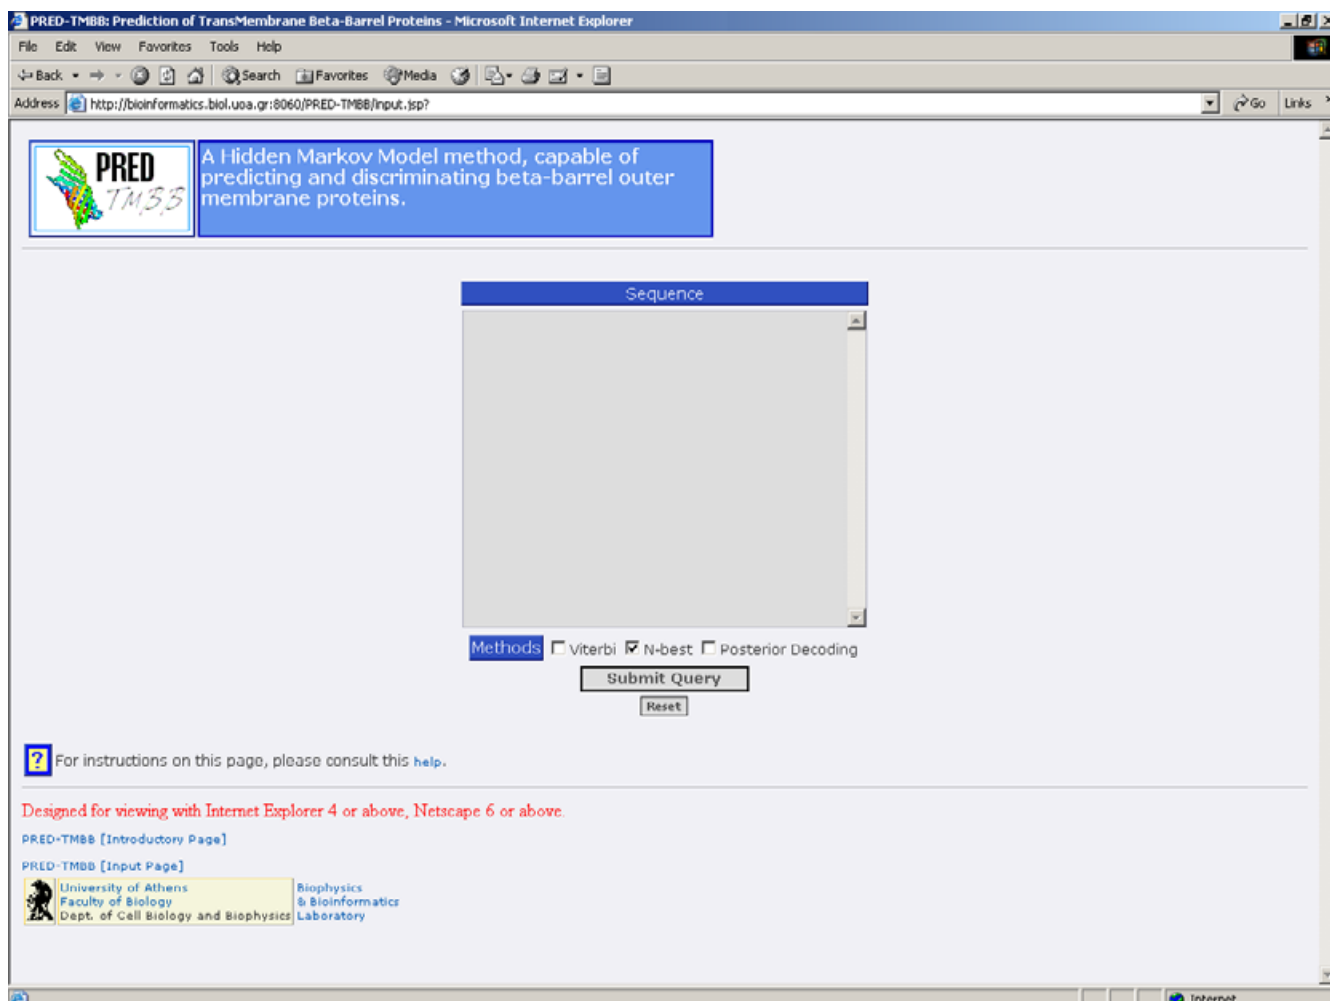 PRED-TMBB: Prediction of TransMembrane Beta-Barrel Proteins - Microsoft Internet Explorer
File Edit View Favorites Tools Help
Back Search Favorites Media
Address http://bioinformatics.biol.uoa.gr:8060/PRED-TMBB/input.jsp? Go Links
PRED
TMBB
A Hidden Markov Model method, capable of
predicting and discriminating beta-barrel outer
membrane proteins.
Sequence
Methods Viterbi N-best Posterior Decoding
Submit Query
Reset
? For instructions on this page, please consult this help.
Designed for viewing with Internet Explorer 4 or above, Netscape 6 or above.
PRED-TMBB [Introductory Page]
PRED-TMBB [Input Page]
University of Athens
Faculty of Biology
Dept. of Cell Biology and Biophysics
Biophysics
& Bioinformatics
Laboratory
Internet